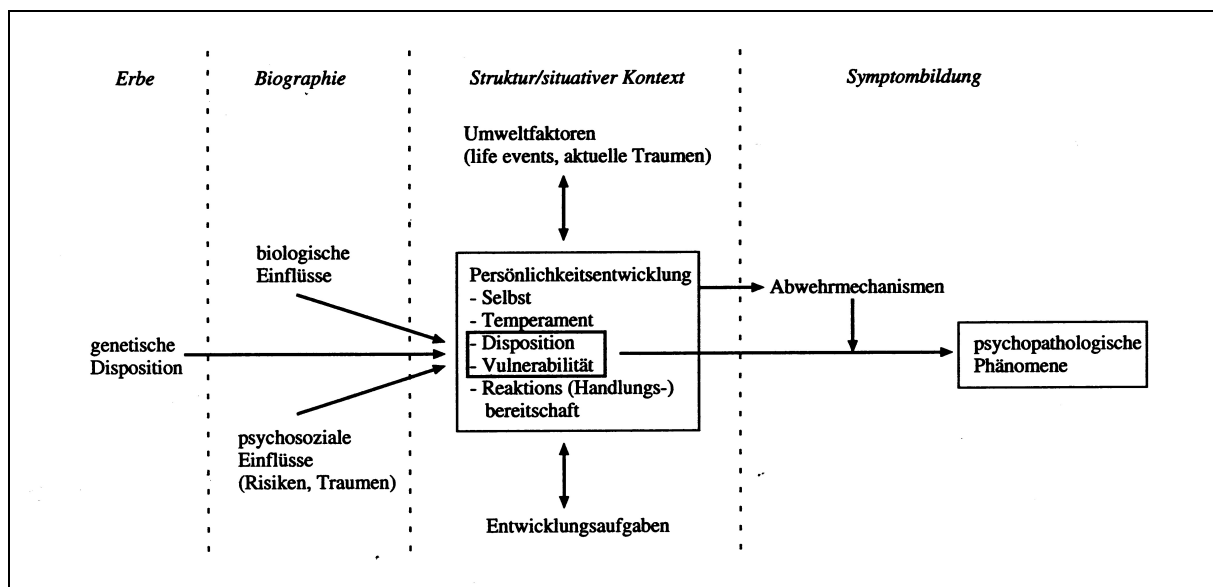 Erbe
Biographie
Struktur/situativer Kontext
Symptombildung
Umweltfaktoren
(life events, aktuelle Traumen)
biologische
Einflüsse
genetische
Disposition
psychosoziale
Einflüsse
(Risiken, Traumen)
Persönlichkeitsentwicklung
- Selbst
- Temperament
- Disposition
- Vulnerabilität
- Reaktions (Handlungs-)
bereitschaft
Entwicklungsaufgaben
Abwehrmechanismen
psychopathologische
Phänomene